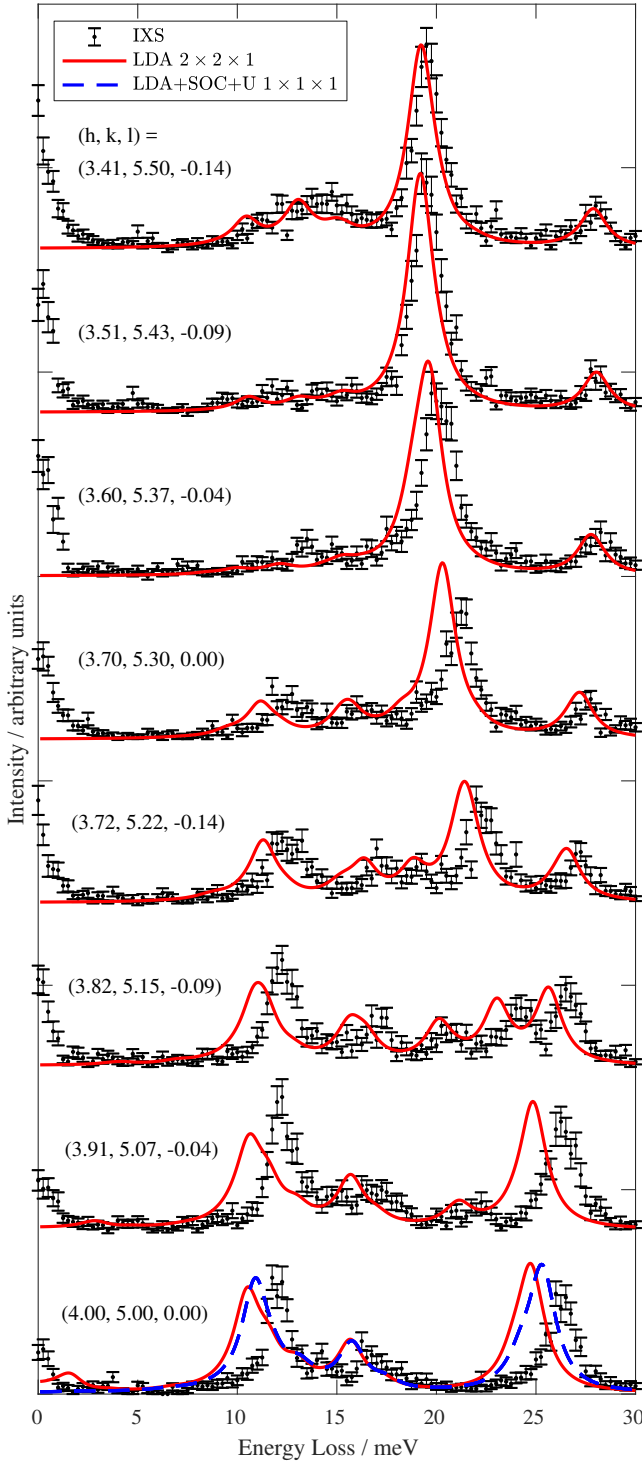 IXS
LDA 2 × 2 × 1
LDA+SOC+U 1 × 1 × 1
(h, k, l) =
(3.41, 5.50, -0.14)
(3.51, 5.43, -0.09)
(3.60, 5.37, -0.04)
(3.70, 5.30, 0.00)
(3.72, 5.22, -0.14)
(3.82, 5.15, -0.09)
(3.91, 5.07, -0.04)
(4.00, 5.00, 0.00)
Intensity / arbitrary units
0 5 10 15 20 25 30
Energy Loss / meV